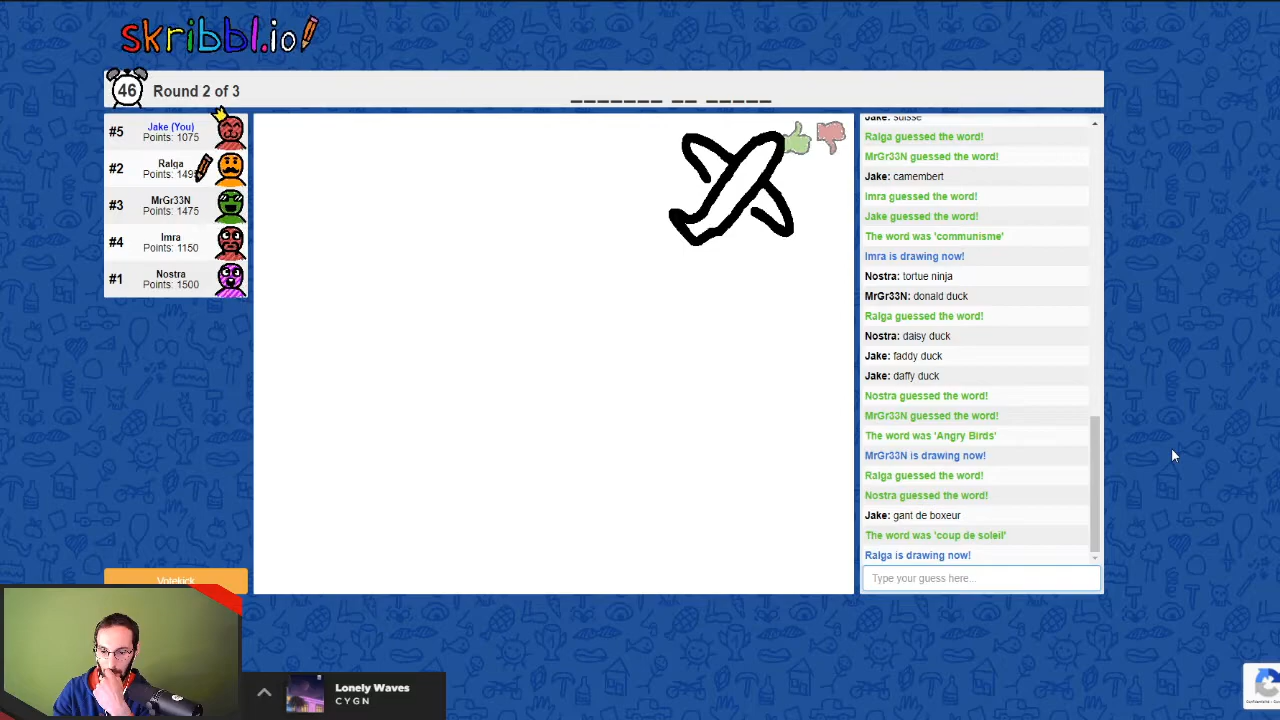 skribbl.io
46 Round 2 of 3
_______ __ _____
#5 Jake (You)
Points: 1075
#2 Ralga
#3 MrGr33N
Points: 1475
#4 Imra
Points: 1150
#1 Nostra
Points: 1500
Votekick
Jake: suisse
Ralga guessed the word!
MrGr33N guessed the word!
Jake: camembert
Imra guessed the word!
Jake guessed the word!
The word was 'communisme'
Imra is drawing now!
Nostra: tortue ninja
MrGr33N: donald duck
Ralga guessed the word!
Nostra: daisy duck
Jake: faddy duck
Jake: daffy duck
Nostra guessed the word!
MrGr33N guessed the word!
The word was 'Angry Birds'
MrGr33N is drawing now!
Ralga guessed the word!
Nostra guessed the word!
Jake: gant de boxeur
The word was 'coup de soleil'
Ralga is drawing now!
Type your guess here...
Lonely Waves
CYGN